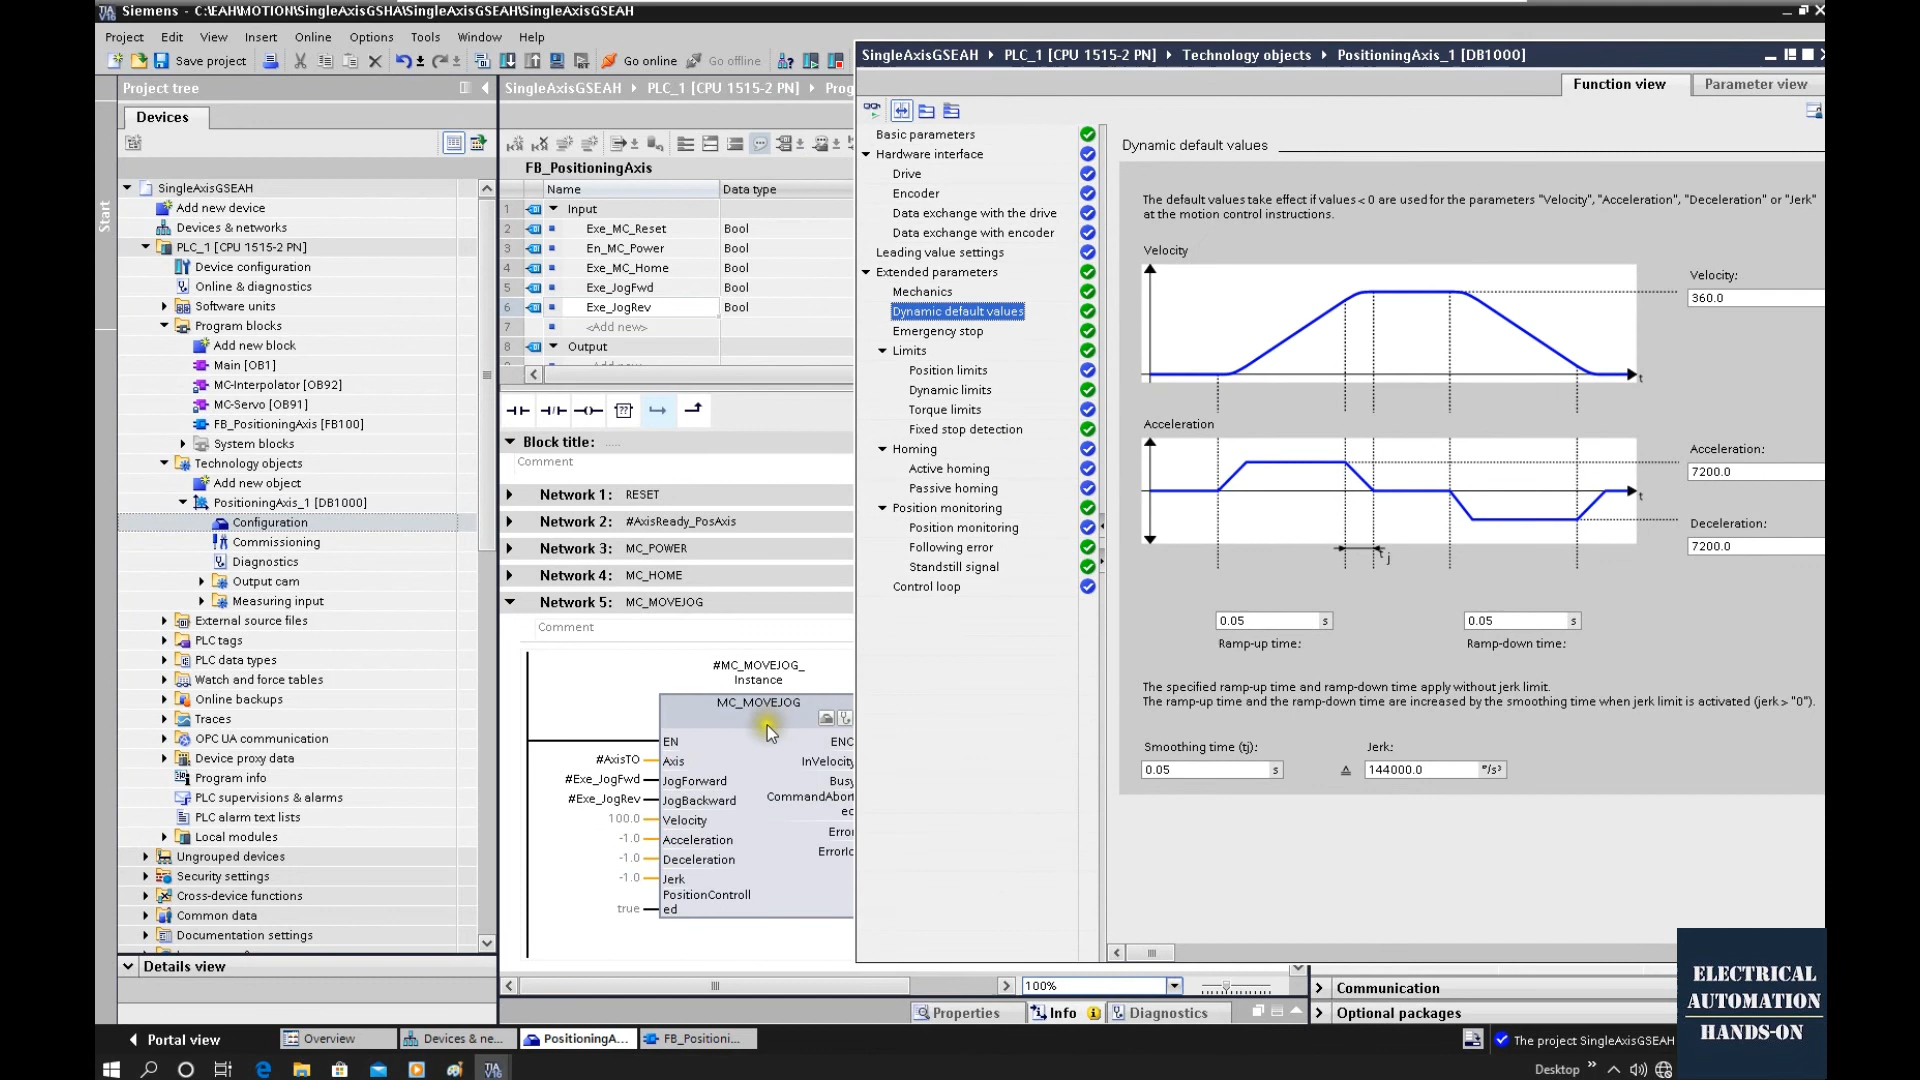 Siemens - C:\EAH\MOTION\SingleAxisGSHA\SingleAxisGSEAH\SingleAxisGSEAH
Project Edit View Insert Online Options Tools Window Help
Save project
Go online
Go offline
Project tree
Devices
Start
SingleAxisGSEAH
Add new device
Devices & networks
PLC_1 [CPU 1515-2 PN]
Device configuration
Online & diagnostics
Software units
Program blocks
Add new block
Main [OB1]
MC-Interpolator [OB92]
MC-Servo [OB91]
FB_PositioningAxis [FB100]
System blocks
Technology objects
Add new object
PositioningAxis_1 [DB1000]
Configuration
Commissioning
Diagnostics
Output cam
Measuring input
External source files
PLC tags
PLC data types
Watch and force tables
Online backups
Traces
OPC UA communication
Device proxy data
Program info
PLC supervisions & alarms
PLC alarm text lists
Local modules
Ungrouped devices
Security settings
Cross-device functions
Common data
Documentation settings
Details view
SingleAxisGSEAH PLC_1 [CPU 1515-2 PN] Prog
FB_PositioningAxis
Name Data type
1 Input
2 Exe_MC_Reset Bool
3 En_MC_Power Bool
4 Exe_MC_Home Bool
5 Exe_JogFwd Bool
6 Exe_JogRev Bool
7 <Add new>
8 Output
Block title: .....
Comment
Network 1: RESET
Network 2: #AxisReady_PosAxis
Network 3: MC_POWER
Network 4: MC_HOME
Network 5: MC_MOVEJOG
Comment
#MC_MOVEJOG_
Instance
MC_MOVEJOG
EN ENO
#AxisTO Axis InVelocity
#Exe_JogFwd JogForward Busy
#Exe_JogRev JogBackward CommandAbort
ed
100.0 Velocity Error
-1.0 Acceleration
-1.0 Deceleration ErrorId
-1.0 Jerk
PositionControll
true ed
100%
Properties Info Diagnostics
SingleAxisGSEAH PLC_1 [CPU 1515-2 PN] Technology objects PositioningAxis_1 [DB1000]
Function view Parameter view
Basic parameters
Hardware interface
Drive
Encoder
Data exchange with the drive
Data exchange with encoder
Leading value settings
Extended parameters
Mechanics
Dynamic default values
Emergency stop
Limits
Position limits
Dynamic limits
Torque limits
Fixed stop detection
Homing
Active homing
Passive homing
Position monitoring
Position monitoring
Following error
Standstill signal
Control loop
Dynamic default values
The default values take effect if values < 0 are used for the parameters "Velocity", "Acceleration", "Deceleration" or "Jerk"
at the motion control instructions.
Velocity
t
Velocity:
360.0
Acceleration
t
tj
Acceleration:
7200.0
Deceleration:
7200.0
0.05 s 0.05 s
Ramp-up time: Ramp-down time:
The specified ramp-up time and ramp-down time apply without jerk limit.
The ramp-up time and the ramp-down time are increased by the smoothing time when jerk limit is activated (jerk > "0").
Smoothing time (tj): Jerk:
0.05 s 144000.0 °/s³
Communication
Optional packages
ELECTRICAL
AUTOMATION
HANDS-ON
Portal view Overview Devices & ne... PositioningA... FB_Positioni...
The project SingleAxisGSEAH
Desktop